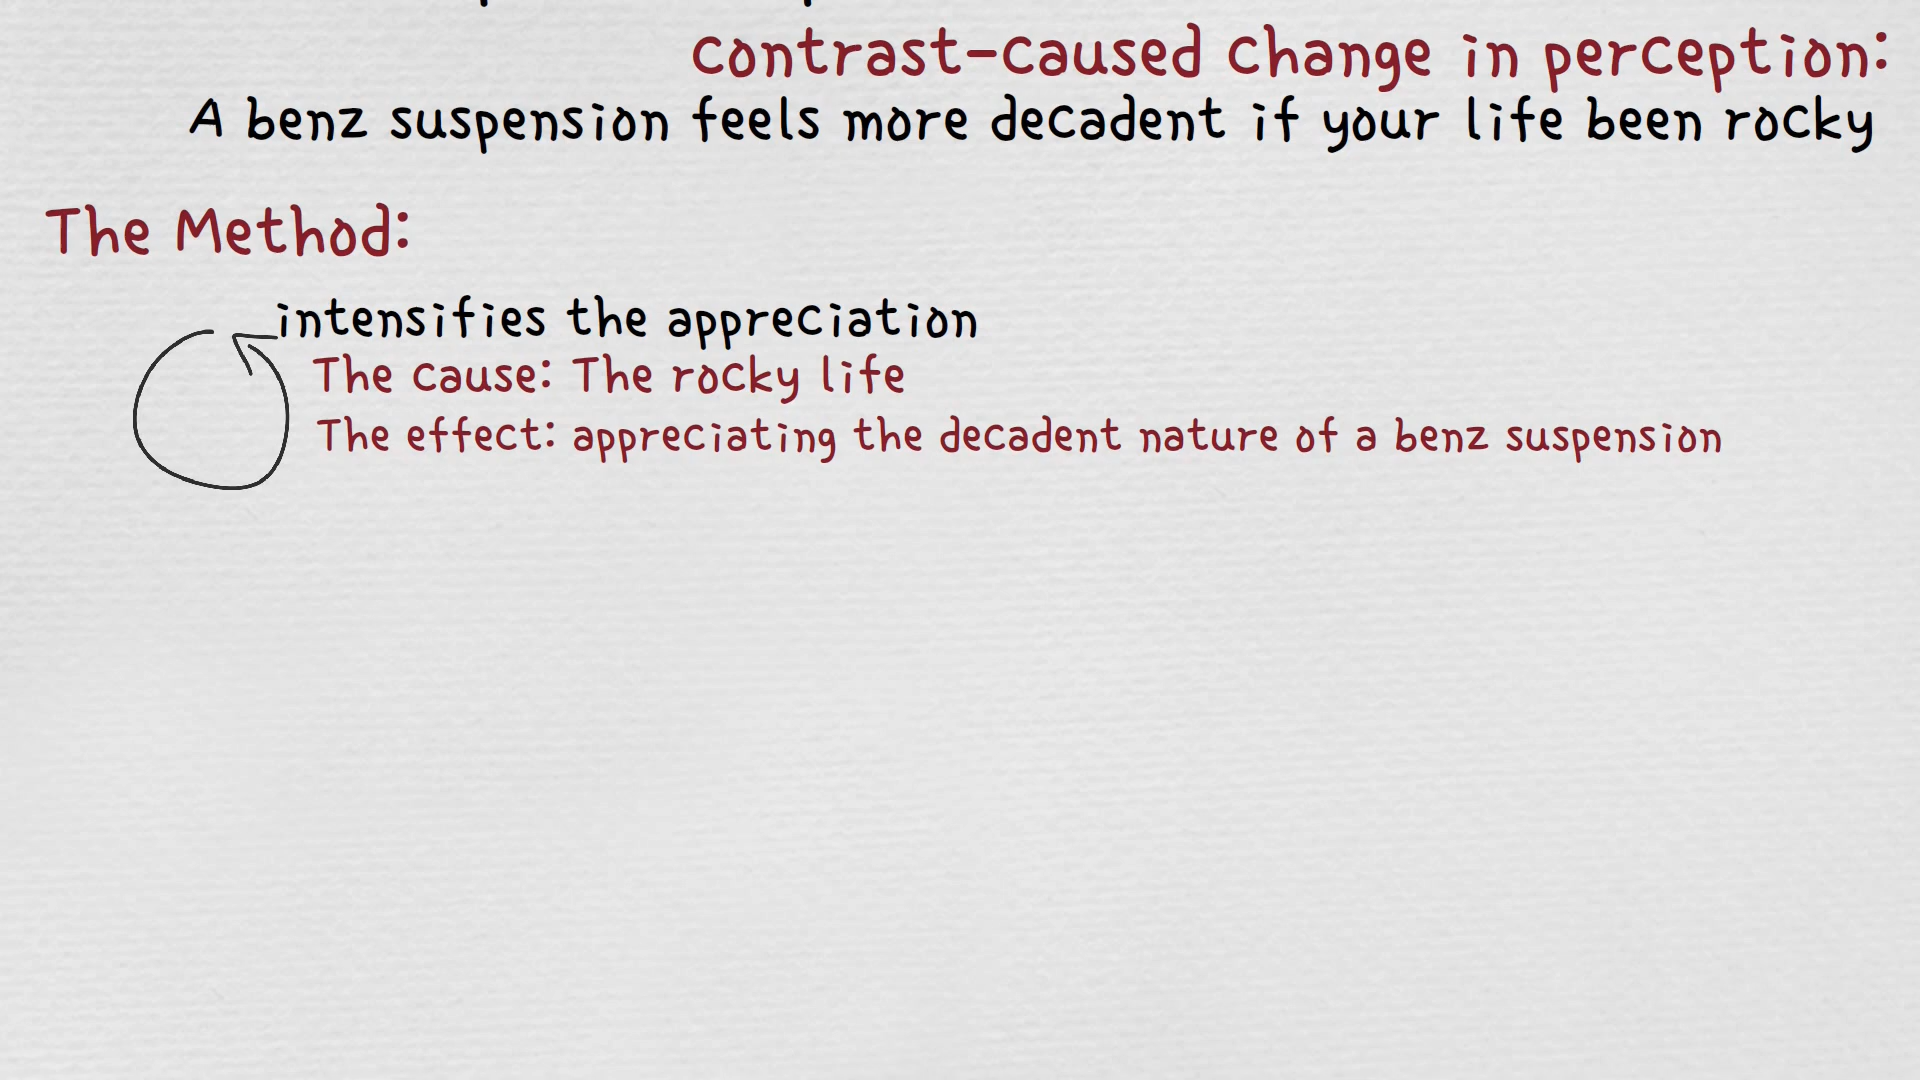 contrast-caused change in perception:
A benz suspension feels more decadent if your life been rocky
The Method:
intensifies the appreciation
The cause: The rocky life
The effect: appreciating the decadent nature of a benz suspension